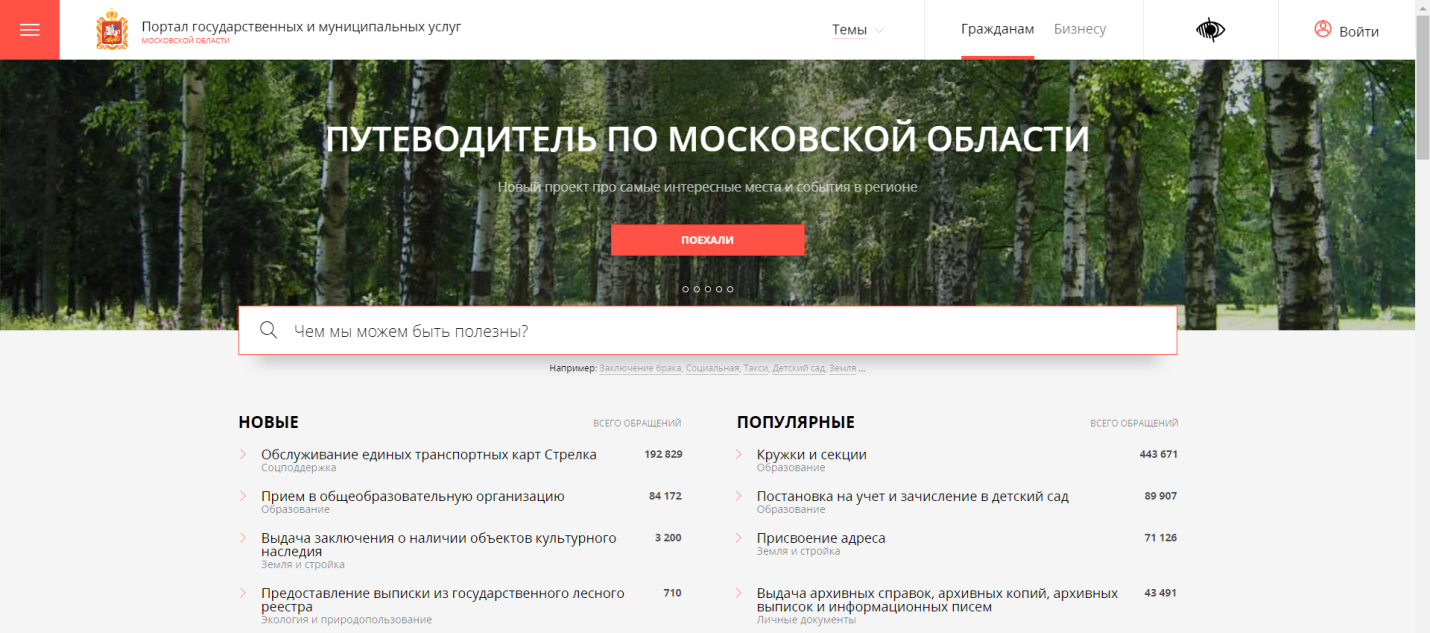 Портал государственных и муниципальных услуг
МОСКОВСКОЙ ОБЛАСТИ
Темы
Гражданам
Бизнесу
Войти
ПУТЕВОДИТЕЛЬ ПО МОСКОВСКОЙ ОБЛАСТИ
Новый проект про самые интересные места и события в регионе
ПОЕХАЛИ
Чем мы можем быть полезны?
Например: Заключение брака, Социальная, Такси, Детский сад, Земля ...
НОВЫЕ ВСЕГО ОБРАЩЕНИЙ
Обслуживание единых транспортных карт Стрелка 192 829
Соцподдержка
Прием в общеобразовательную организацию 84 172
Образование
Выдача заключения о наличии объектов культурного 3 200
наследия
Земля и стройка
Предоставление выписки из государственного лесного 710
реестра
Экология и природопользование
ПОПУЛЯРНЫЕ ВСЕГО ОБРАЩЕНИЙ
Кружки и секции 443 671
Образование
Постановка на учет и зачисление в детский сад 89 907
Образование
Присвоение адреса 71 126
Земля и стройка
Выдача архивных справок, архивных копий, архивных 43 491
выписок и информационных писем
Личные документы